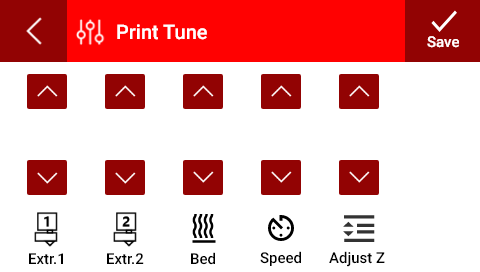 Print Tune
Save
1
2
Extr.1
Extr.2
Bed
Speed
Adjust Z